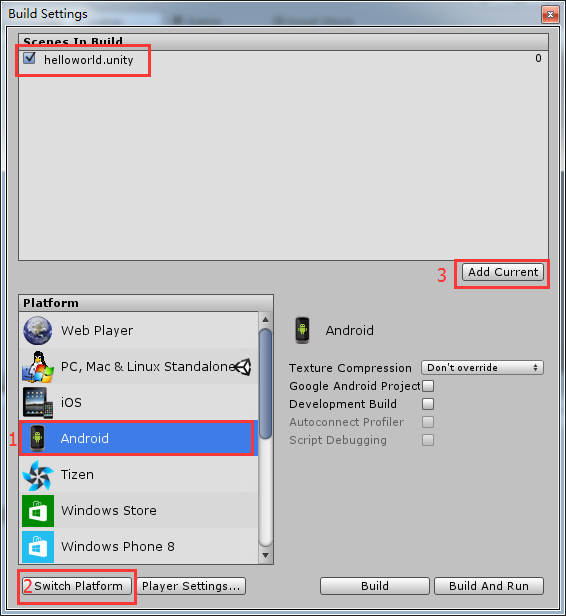 Build Settings
Scenes In Build
helloworld.unity 0
3 Add Current
Platform
Web Player
PC, Mac & Linux Standalone
iOS
1 Android
Tizen
Windows Store
Windows Phone 8
Android
Texture Compression Don't override
Google Android Project
Development Build
Autoconnect Profiler
Script Debugging
2 Switch Platform Player Settings... Build Build And Run